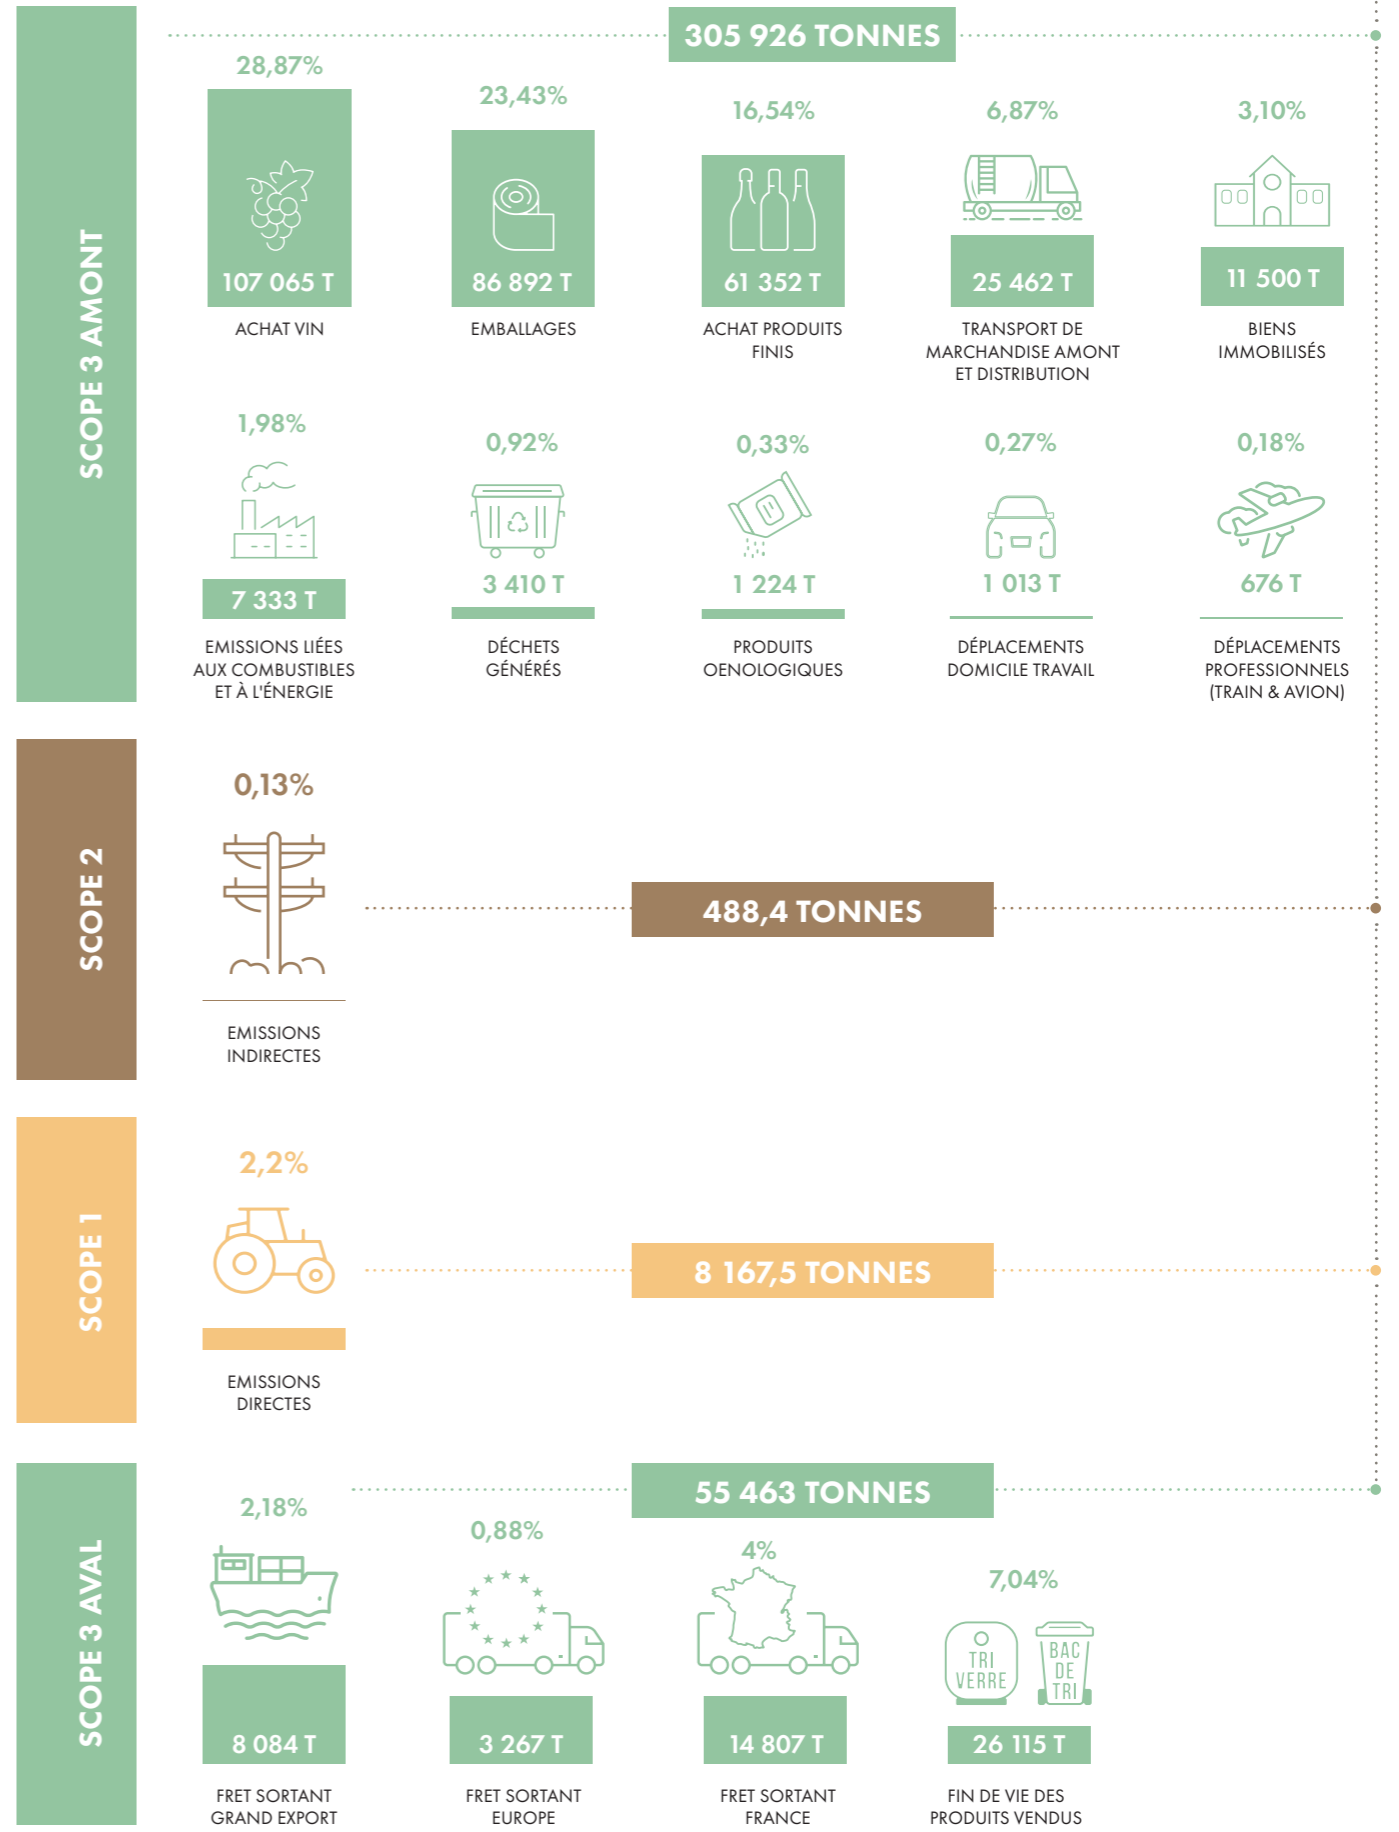 SCOPE 3 AMONT
305 926 TONNES
28,87%
107 065 T
ACHAT VIN
23,43%
86 892 T
EMBALLAGES
16,54%
61 352 T
ACHAT PRODUITS
FINIS
6,87%
25 462 T
TRANSPORT DE
MARCHANDISE AMONT
ET DISTRIBUTION
3,10%
11 500 T
BIENS
IMMOBILISÉS
1,98%
7 333 T
EMISSIONS LIÉES
AUX COMBUSTIBLES
ET À L'ÉNERGIE
0,92%
3 410 T
DÉCHETS
GÉNÉRÉS
0,33%
1 224 T
PRODUITS
OENOLOGIQUES
0,27%
1 013 T
DÉPLACEMENTS
DOMICILE TRAVAIL
0,18%
676 T
DÉPLACEMENTS
PROFESSIONNELS
(TRAIN & AVION)
SCOPE 2
0,13%
488,4 TONNES
EMISSIONS
INDIRECTES
SCOPE 1
2,2%
8 167,5 TONNES
EMISSIONS
DIRECTES
SCOPE 3 AVAL
55 463 TONNES
2,18%
8 084 T
FRET SORTANT
GRAND EXPORT
0,88%
3 267 T
FRET SORTANT
EUROPE
4%
14 807 T
FRET SORTANT
FRANCE
7,04%
TRI
VERRE
BAC
DE
TRI
26 115 T
FIN DE VIE DES
PRODUITS VENDUS